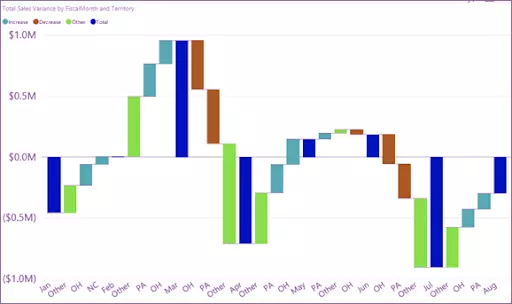 Total Sales Variance by FiscalMonth and Territory
Increase Decrease Other Total
$1.0M
$0.5M
$0.0M
($0.5M)
($1.0M)
Jan Other OH NC Feb Other PA OH Mar OH PA Other Apr Other PA OH May PA Other OH Jun OH PA Other Jul Other OH PA Aug